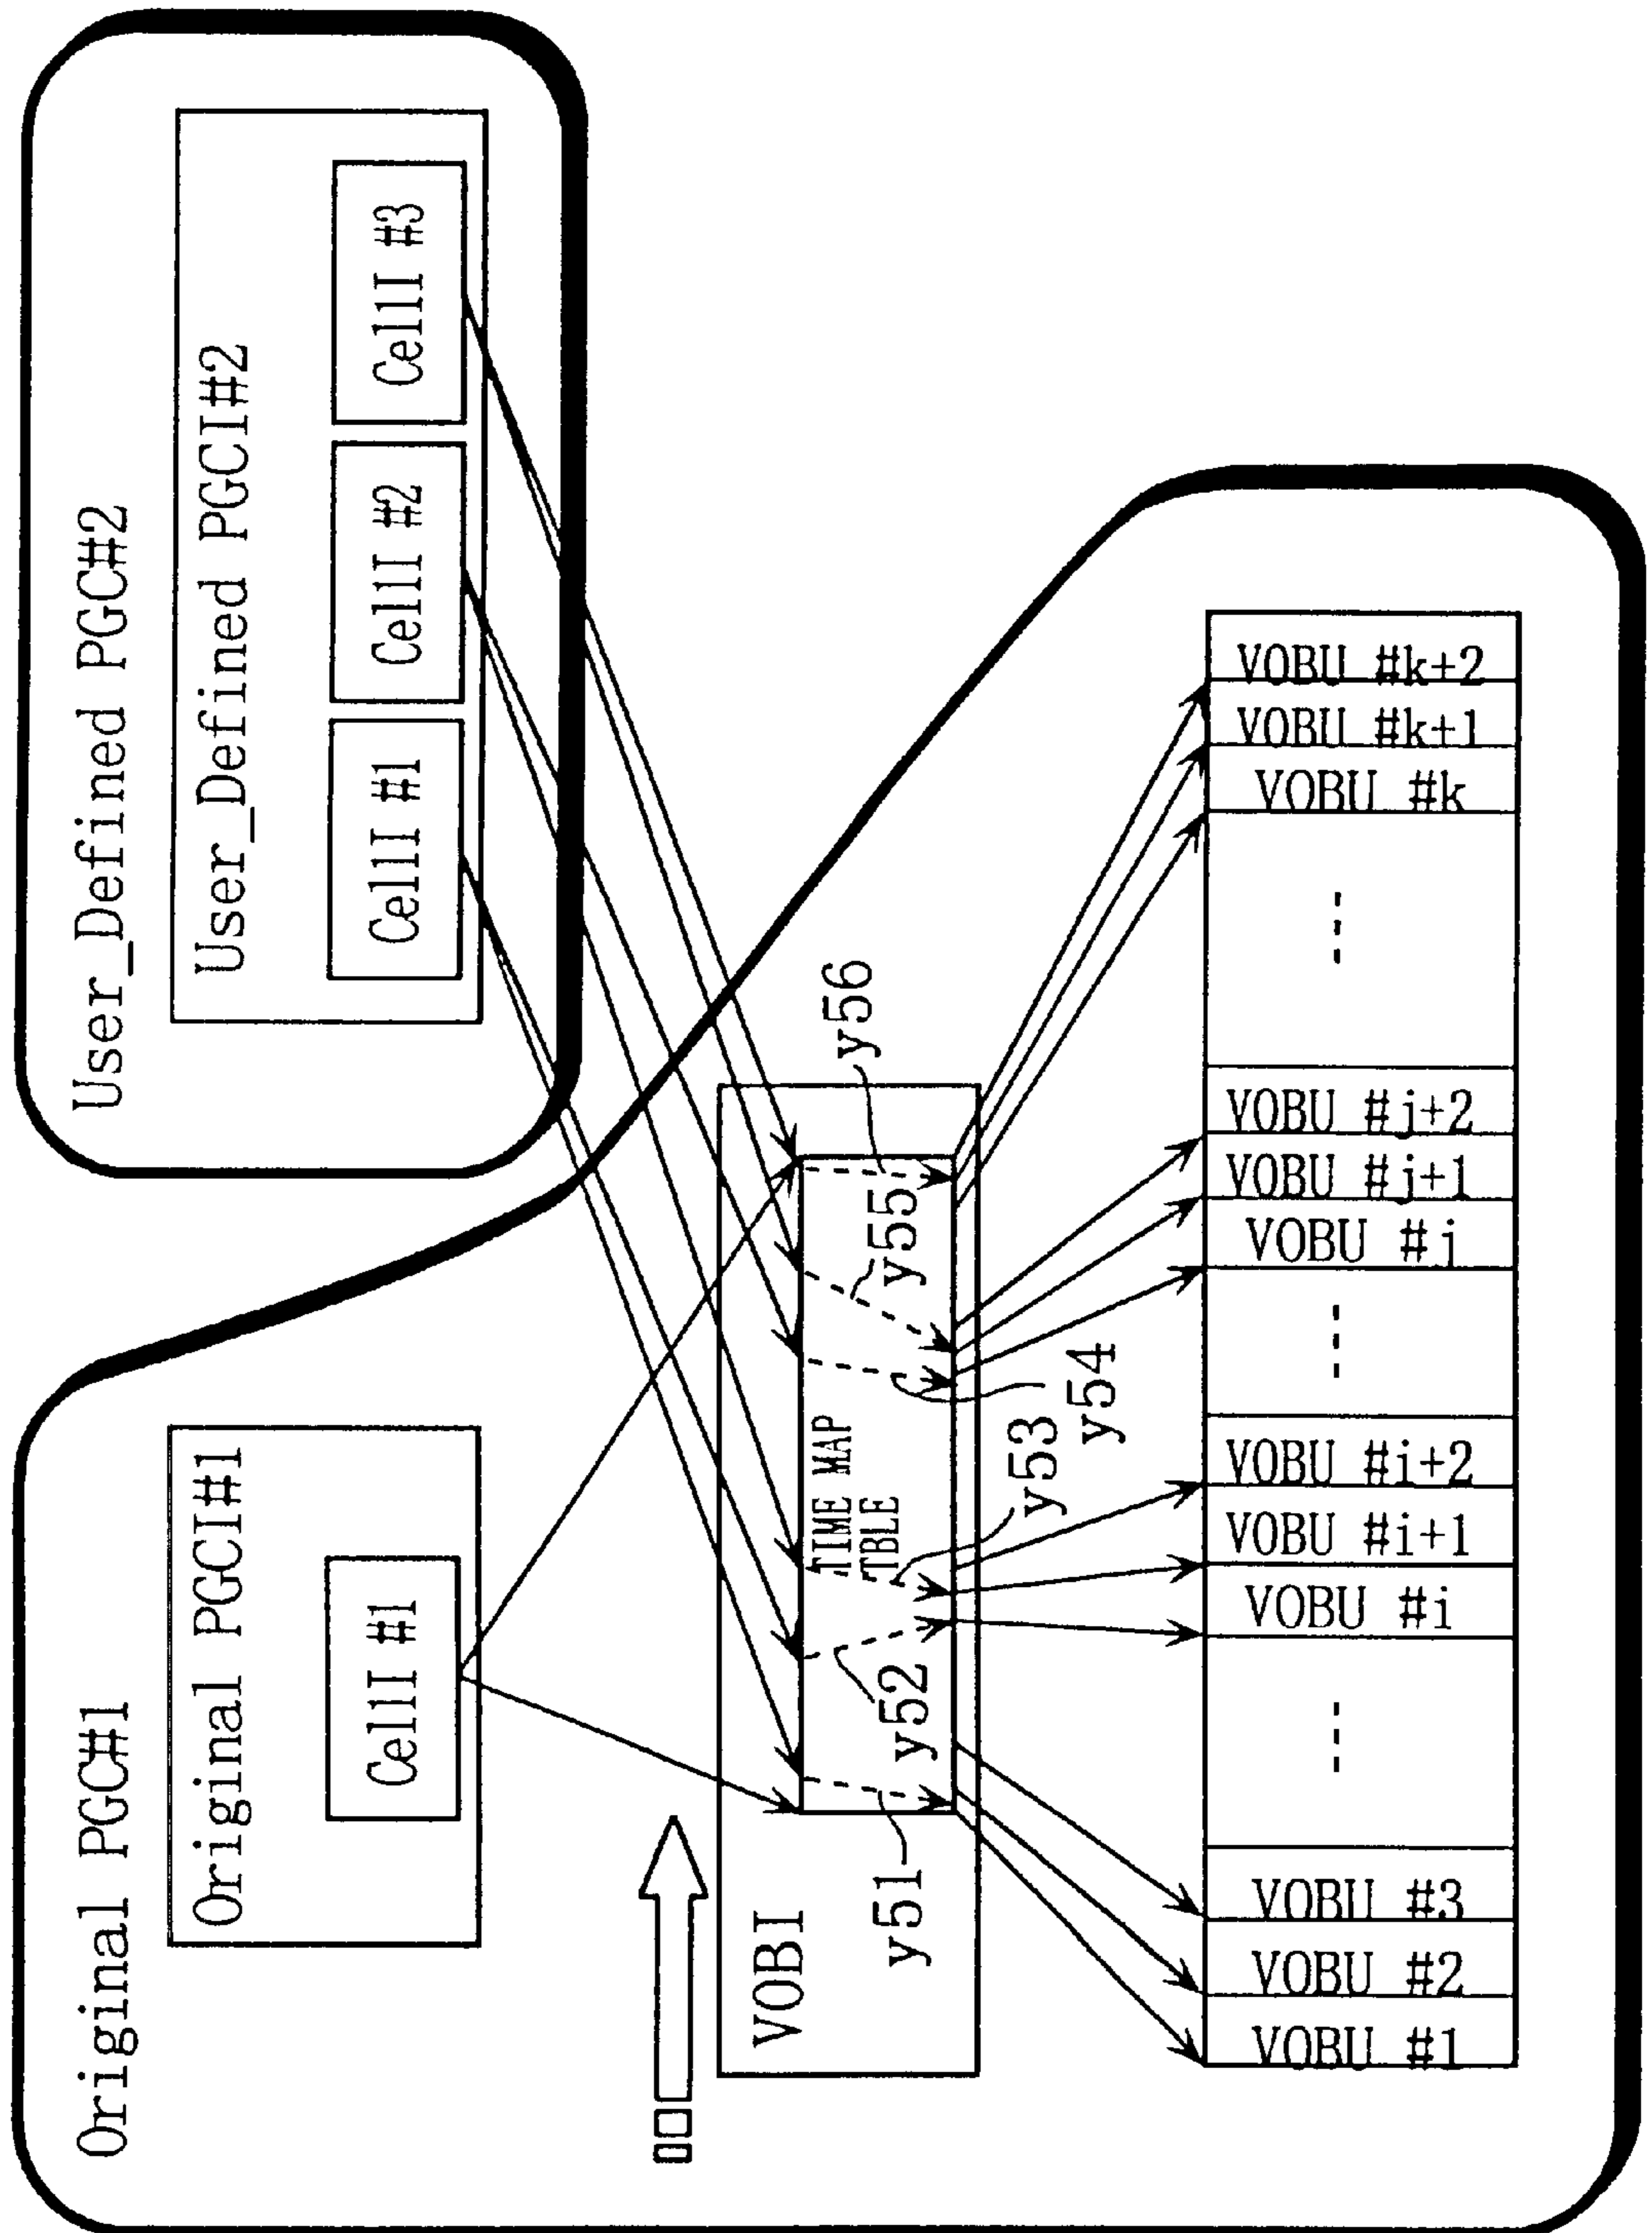 Original PGC#1
Original PGCI#1
CellI #1
User_Defined PGC#2
User_Defined PGCI#2
CellI #1
CellI #2
CellI #3
VOBI
TIME MAP
TBLE
y51
y52
y53
y54
y55
y56
VOBU #1
VOBU #2
VOBU #3
---
VOBU #i
VOBU #i+1
VOBU #i+2
---
VOBU #j
VOBU #j+1
VOBU #j+2
---
VOBU #k
VOBU #k+1
VOBU #k+2